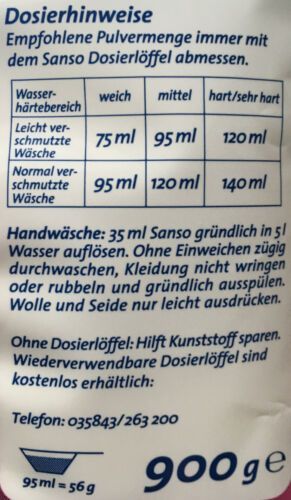 Dosierhinweise
Empfohlene Pulvermenge immer mit
dem Sanso Dosierlöffel abmessen.
Wasser-
härtebereich weich mittel hart/sehr hart
Leicht ver-
schmutzte
Wäsche 75 ml 95 ml 120 ml
Normal ver-
schmutzte
Wäsche 95 ml 120 ml 140 ml
Handwäsche: 35 ml Sanso gründlich in 5 l
Wasser auflösen. Ohne Einweichen zügig
durchwaschen, Kleidung nicht wringen
oder rubbeln und gründlich ausspülen.
Wolle und Seide nur leicht ausdrücken.
Ohne Dosierlöffel: Hilft Kunststoff sparen.
Wiederverwendbare Dosierlöffel sind
kostenlos erhältlich:
Telefon: 035843/263 200
95 ml = 56 g
900 g e